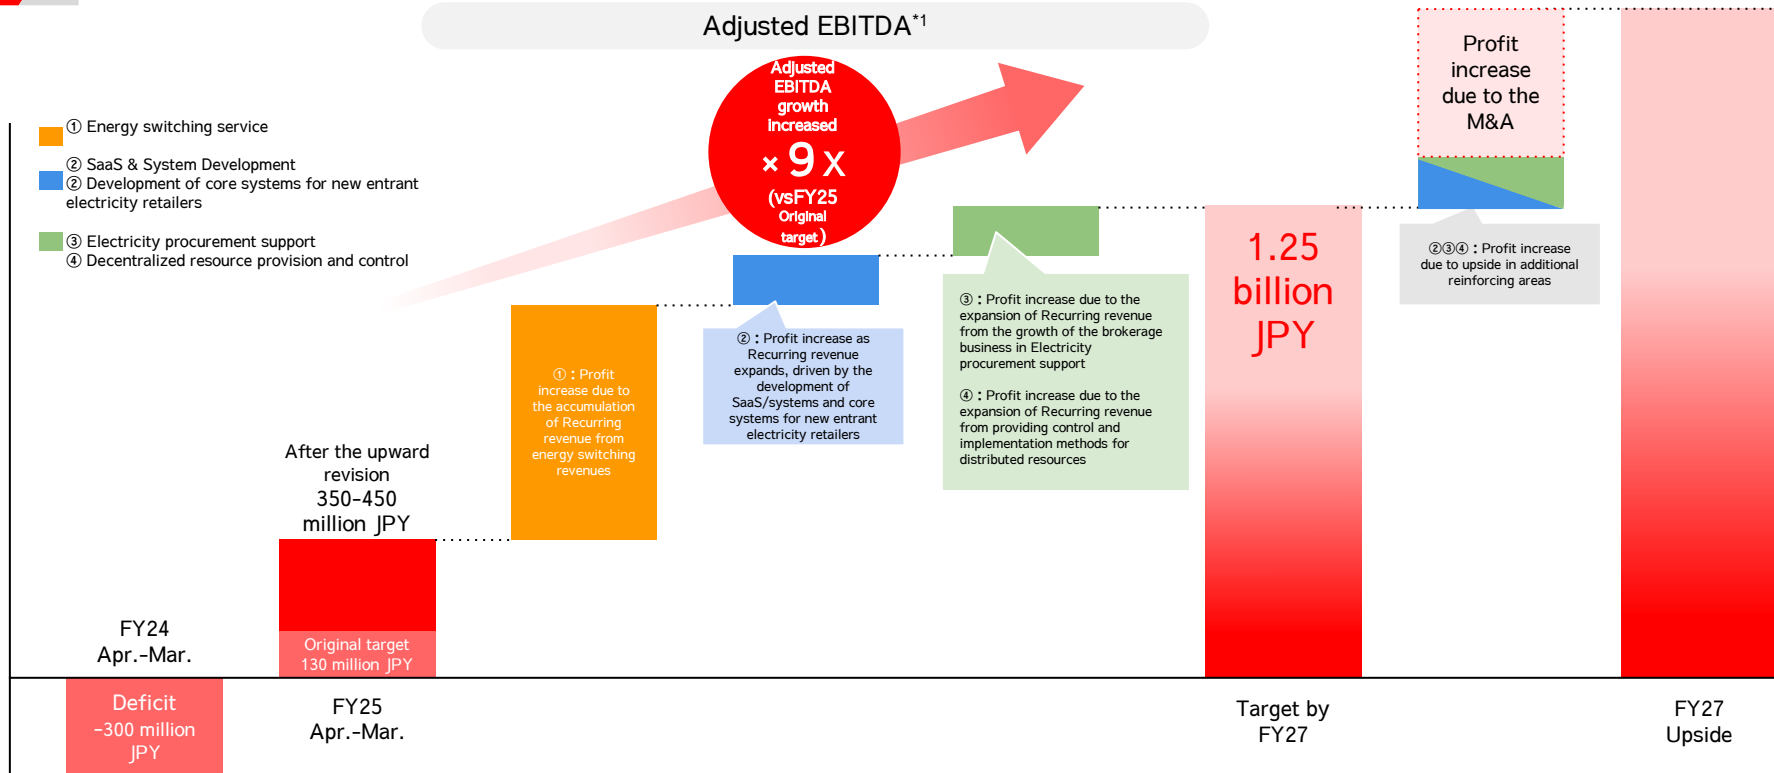 Adjusted EBITDA*1
① Energy switching service
② SaaS & System Development
② Development of core systems for new entrant
electricity retailers
③ Electricity procurement support
④ Decentralized resource provision and control
Adjusted
EBITDA
growth
increased
× 9 X
(vsFY25
Original
target)
Profit
increase
due to the
M&A
②③④：Profit increase
due to upside in additional
reinforcing areas
1.25
billion
JPY
③：Profit increase due to the
expansion of Recurring revenue
from the growth of the brokerage
business in Electricity
procurement support
④：Profit increase due to the
expansion of Recurring revenue
from providing control and
implementation methods for
distributed resources
②：Profit increase as
Recurring revenue
expands, driven by the
development of
SaaS/systems and core
systems for new entrant
electricity retailers
①：Profit
increase due to
the accumulation
of Recurring
revenue from
energy switching
revenues
After the upward
revision
350-450
million JPY
Original target
130 million JPY
FY24
Apr.-Mar.
Deficit
-300 million
JPY
FY25
Apr.-Mar.
Target by
FY27
FY27
Upside